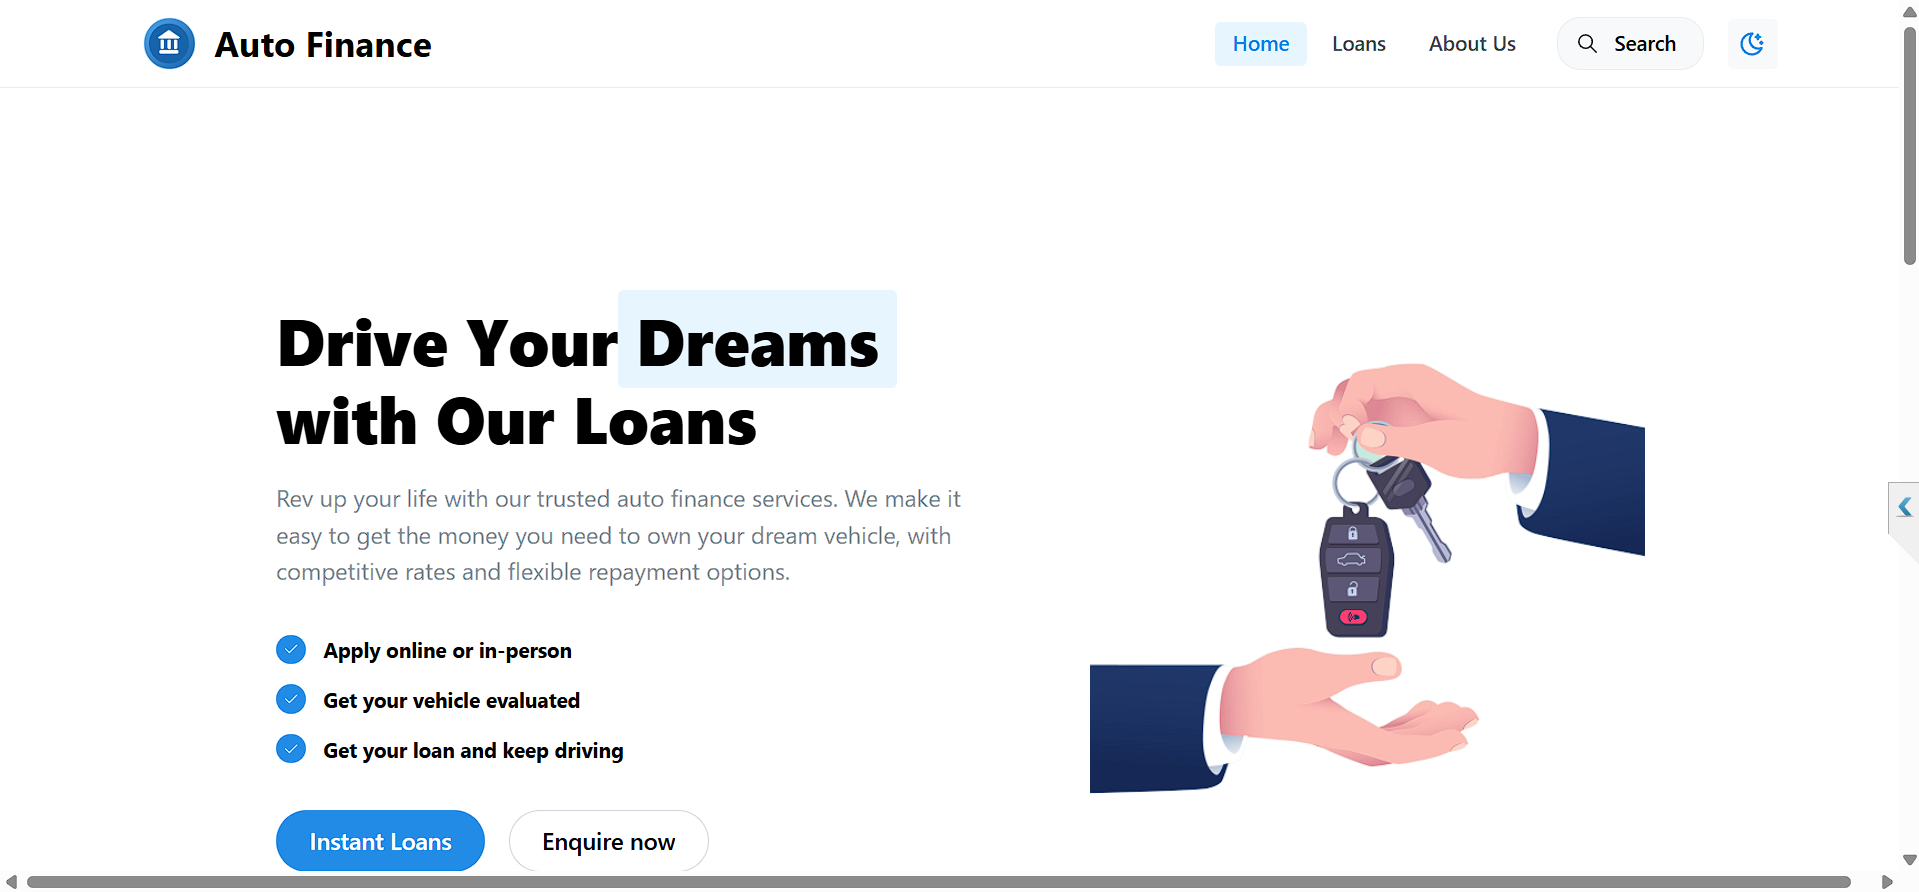 Auto Finance
Home
Loans
About Us
Search
Drive Your Dreams
with Our Loans
Rev up your life with our trusted auto finance services. We make it
easy to get the money you need to own your dream vehicle, with
competitive rates and flexible repayment options.
Apply online or in-person
Get your vehicle evaluated
Get your loan and keep driving
Instant Loans
Enquire now